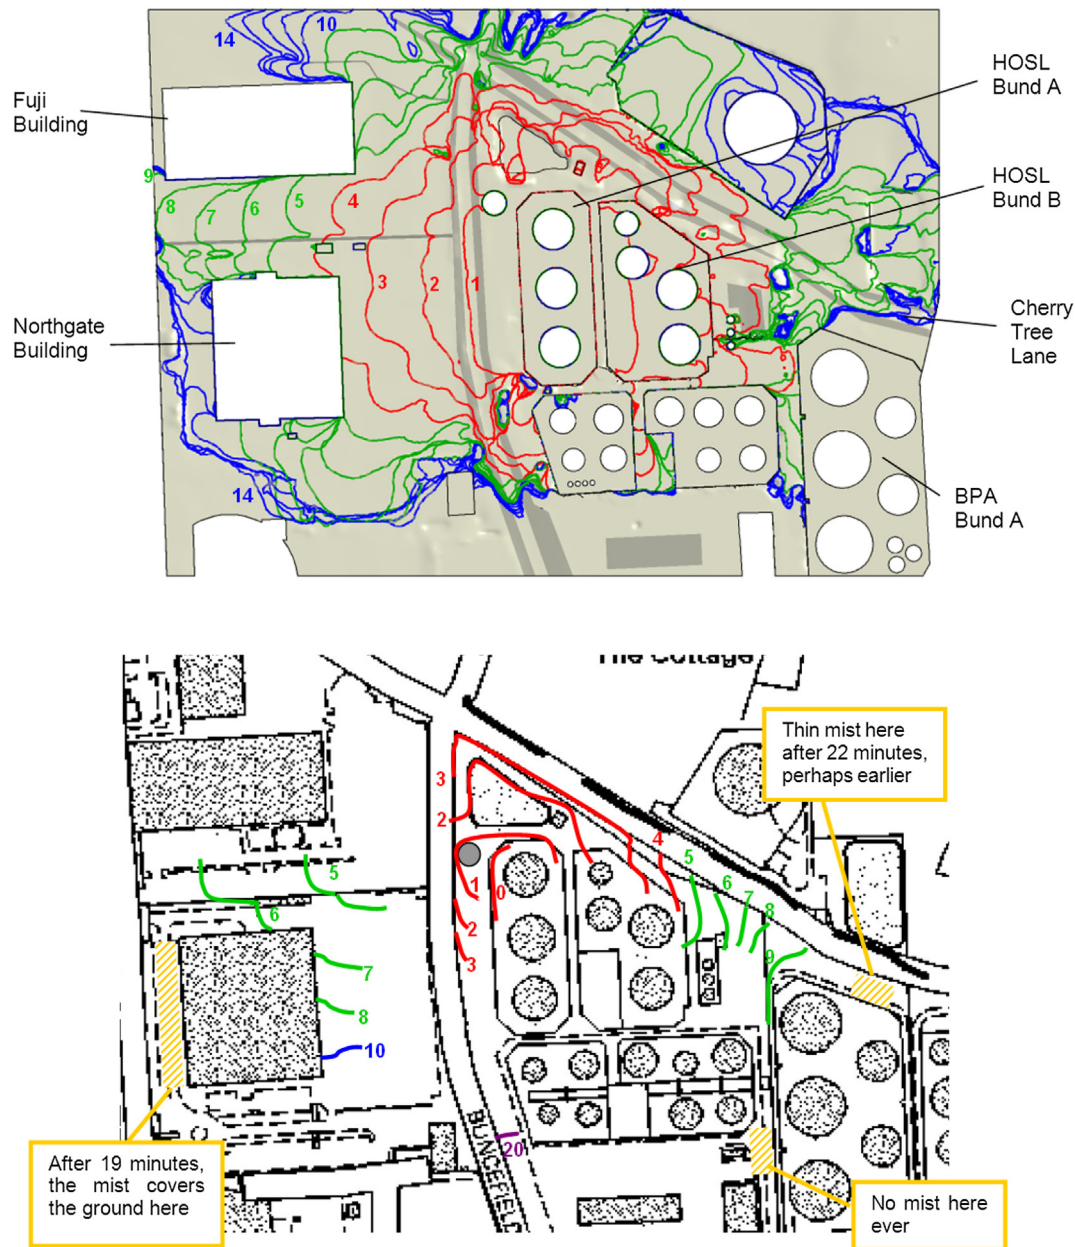 14
10
HOSL
Bund A
Fuji
Building
9
8
7
6
5
4
HOSL
Bund B
3
2
1
Northgate
Building
Cherry
Tree
Lane
14
BPA
Bund A
The Cottage
Thin mist here
after 22 minutes,
perhaps earlier
3
2
4
5
5
6
7
8
1
0
6
2
9
3
7
8
10
20
BUNCEFIELD
After 19 minutes,
the mist covers
the ground here
No mist here
ever